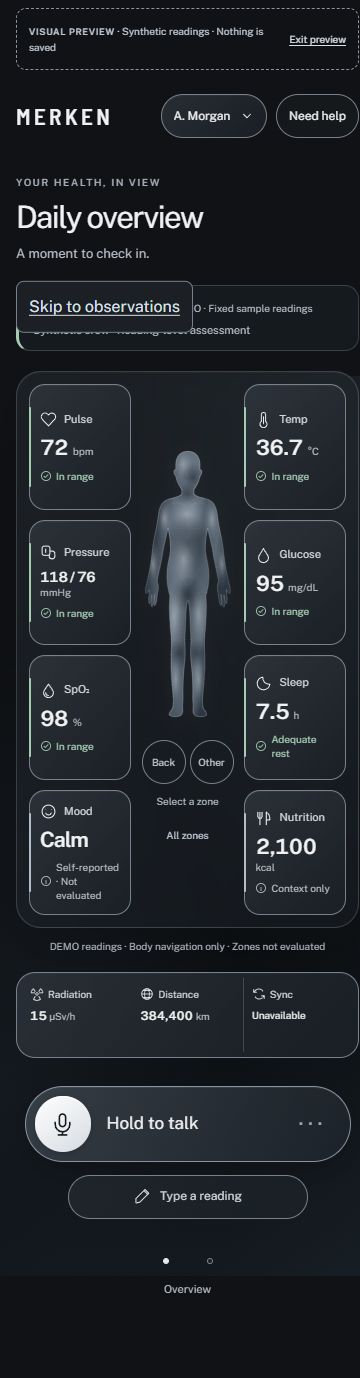 VISUAL PREVIEW · Synthetic readings · Nothing is
saved
Exit preview
MERKEN
A. Morgan
Need help
YOUR HEALTH, IN VIEW
Daily overview
A moment to check in.
Skip to observations
O · Fixed sample readings
assessment
Pulse
72 bpm
In range
Temp
36.7 °C
In range
Pressure
118/76
mmHg
In range
Glucose
95 mg/dL
In range
SpO₂
98 %
In range
Sleep
7.5 h
Adequate
rest
Back
Other
Select a zone
All zones
Mood
Calm
Self-reported
· Not
evaluated
Nutrition
2,100
kcal
Context only
DEMO readings · Body navigation only · Zones not evaluated
Radiation
15 µSv/h
Distance
384,400 km
Sync
Unavailable
Hold to talk
Type a reading
Overview